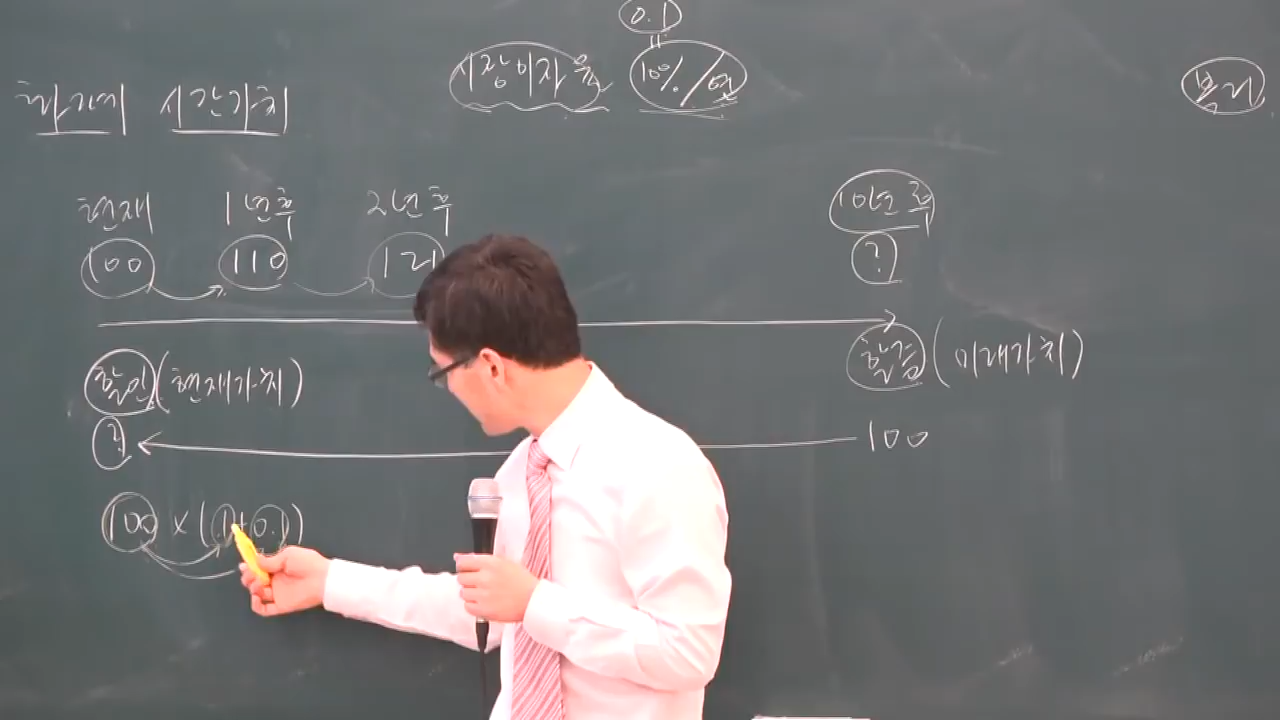 0.1
=
화폐의 시간가치 시장이자율 10%/연 복리
현재 1년후 2년후 10년 후
100 110 121 ?
할인 (현재가치) 할증 (미래가치)
? 100
100 × (1+0.1)